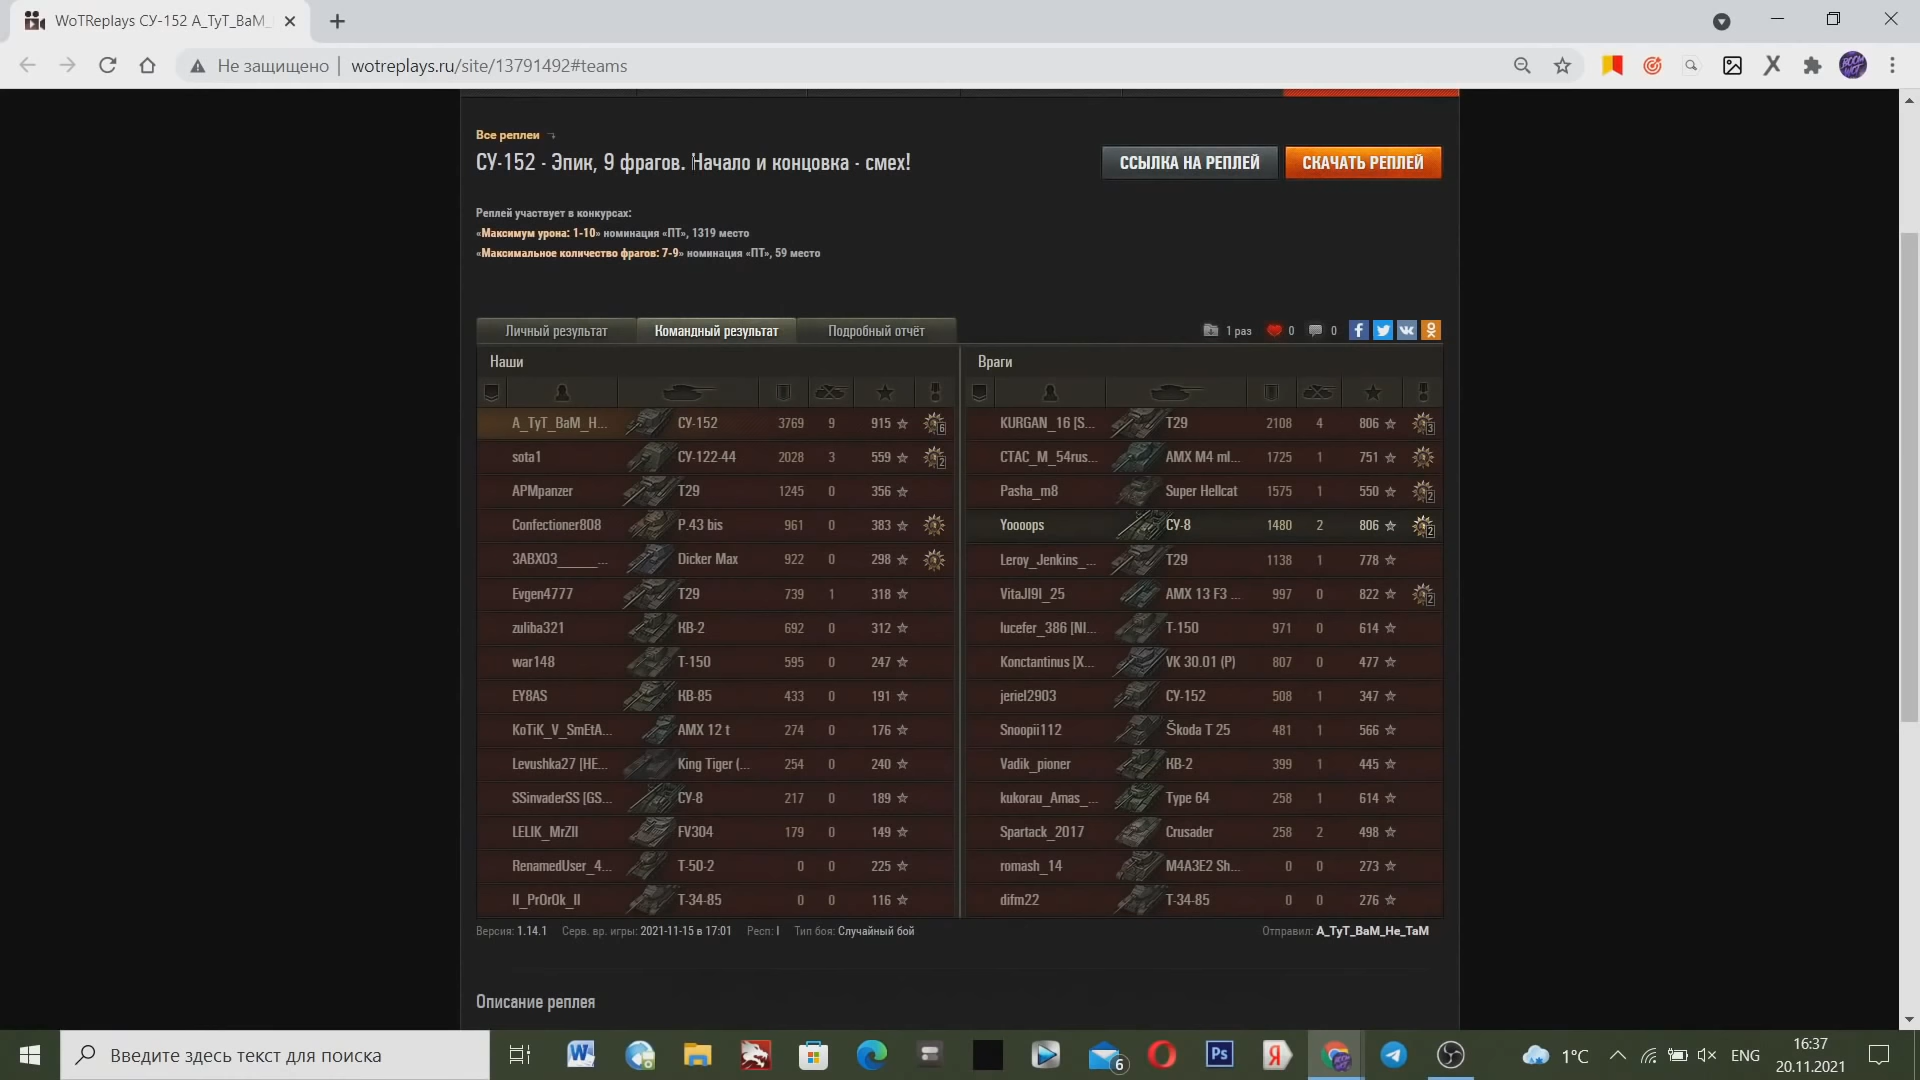 WoTReplays СУ-152 A_TyT_BaM_
Не защищено
wotreplays.ru/site/13791492#teams
Все реплеи
СУ-152 - Эпик, 9 фрагов. Начало и концовка - смех!
ССЫЛКА НА РЕПЛЕЙ
СКАЧАТЬ РЕПЛЕЙ
Реплей участвует в конкурсах:
«Максимум урона: 1-10» номинация «ПТ», 1319 место
«Максимальное количество фрагов: 7-9» номинация «ПТ», 59 место
Личный результат
Командный результат
Подробный отчёт
1 раз
0
0
Наши
A_TyT_BaM_H... СУ-152 3769 9 915 6
sota1 СУ-122-44 2028 3 559 2
APMpanzer T29 1245 0 356
Confectioner808 P.43 bis 961 0 383
3ABXO3_____... Dicker Max 922 0 298
Evgen4777 T29 739 1 318
zuliba321 КВ-2 692 0 312
war148 Т-150 595 0 247
EY8AS КВ-85 433 0 191
KoTiK_V_SmEtA... AMX 12 t 274 0 176
Levushka27 [HE... King Tiger (... 254 0 240
SSinvaderSS [GS... СУ-8 217 0 189
LELIK_MrZII FV304 179 0 149
RenamedUser_4... Т-50-2 0 0 225
II_PrOrOk_II Т-34-85 0 0 116
Враги
KURGAN_16 [S... T29 2108 4 806 3
CTAC_M_54rus... AMX M4 ml... 1725 1 751
Pasha_m8 Super Hellcat 1575 1 550 2
Yoooops СУ-8 1480 2 806 2
Leroy_Jenkins_... T29 1138 1 778
VitaJI9I_25 AMX 13 F3 ... 997 0 822 2
lucefer_386 [NI... Т-150 971 0 614
Konctantinus [X... VK 30.01 (P) 807 0 477
jeriel2903 СУ-152 508 1 347
Snoopii112 Škoda T 25 481 1 566
Vadik_pioner КВ-2 399 1 445
kukorau_Amas_... Type 64 258 1 614
Spartack_2017 Crusader 258 2 498
romash_14 M4A3E2 Sh... 0 0 273
difm22 Т-34-85 0 0 276
Версия: 1.14.1 Серв. вр. игры: 2021-11-15 в 17:01 Респ: I Тип боя: Случайный бой
Отправил: A_TyT_BaM_He_TaM
Описание реплея
Введите здесь текст для поиска
6
Ps
Я
1°C
ENG
16:37
20.11.2021